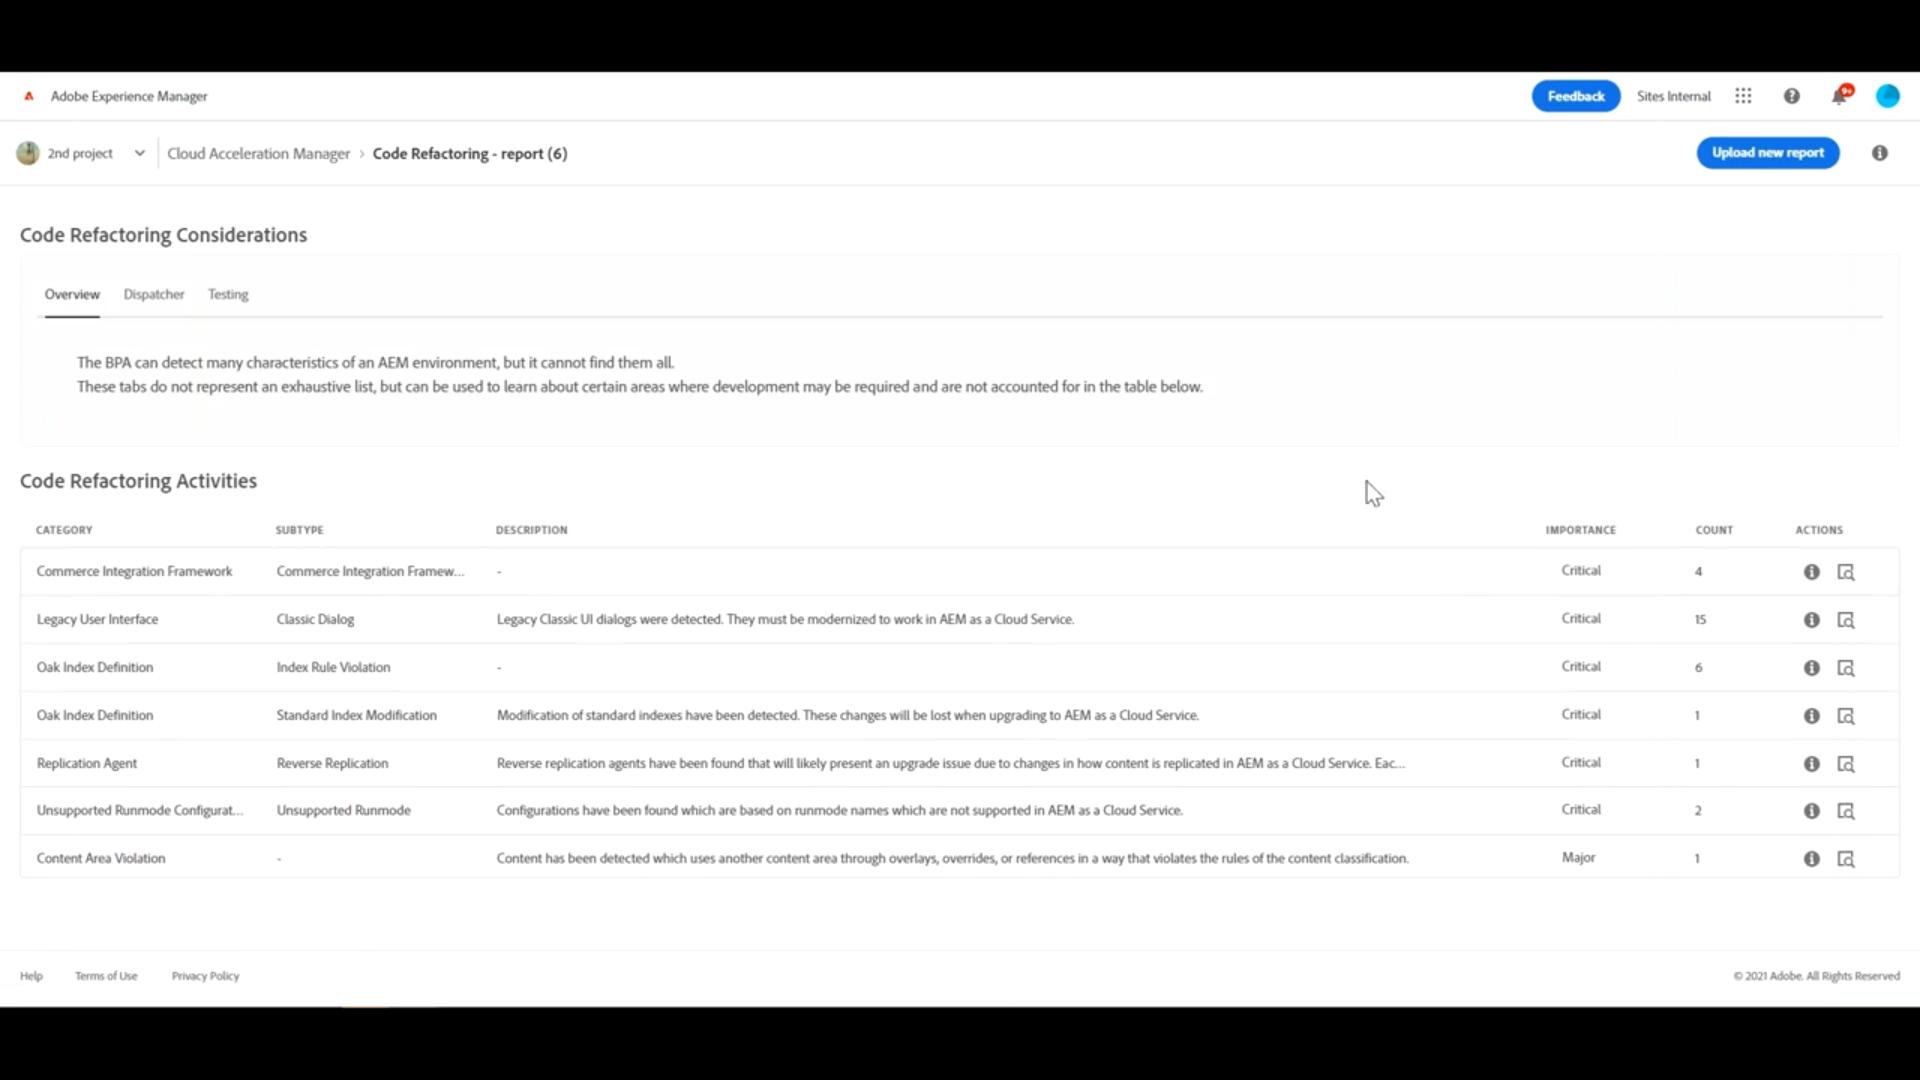 Adobe Experience Manager
Feedback
Sites Internal
9+
2nd project
Cloud Acceleration Manager › Code Refactoring - report (6)
Upload new report
Code Refactoring Considerations
Overview Dispatcher Testing
The BPA can detect many characteristics of an AEM environment, but it cannot find them all.
These tabs do not represent an exhaustive list, but can be used to learn about certain areas where development may be required and are not accounted for in the table below.
Code Refactoring Activities
CATEGORY SUBTYPE DESCRIPTION IMPORTANCE COUNT ACTIONS
Commerce Integration Framework Commerce Integration Framew... - Critical 4
Legacy User Interface Classic Dialog Legacy Classic UI dialogs were detected. They must be modernized to work in AEM as a Cloud Service. Critical 15
Oak Index Definition Index Rule Violation - Critical 6
Oak Index Definition Standard Index Modification Modification of standard indexes have been detected. These changes will be lost when upgrading to AEM as a Cloud Service. Critical 1
Replication Agent Reverse Replication Reverse replication agents have been found that will likely present an upgrade issue due to changes in how content is replicated in AEM as a Cloud Service. Eac... Critical 1
Unsupported Runmode Configurat... Unsupported Runmode Configurations have been found which are based on runmode names which are not supported in AEM as a Cloud Service. Critical 2
Content Area Violation - Content has been detected which uses another content area through overlays, overrides, or references in a way that violates the rules of the content classification. Major 1
Help Terms of Use Privacy Policy © 2021 Adobe. All Rights Reserved